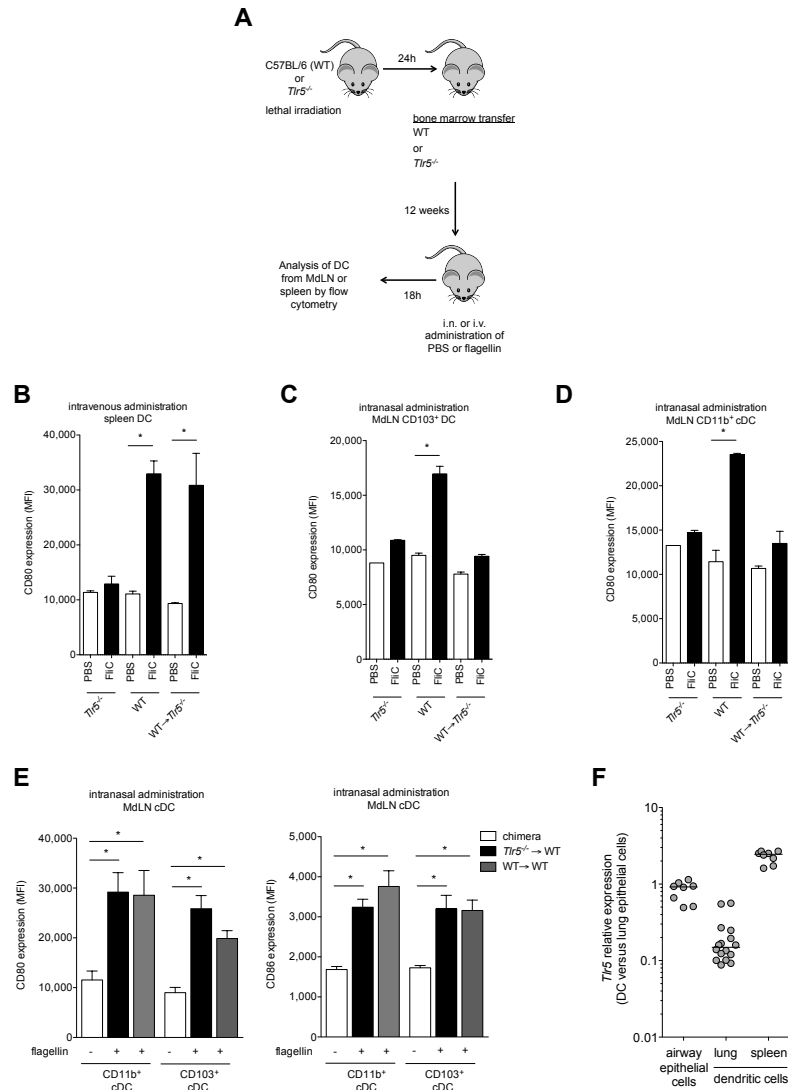 A
C57BL/6 (WT)
or
Tlr5-/-
lethal irradiation
24h
bone marrow transfer
WT
or
Tlr5-/-
12 weeks
Analysis of DC
from MdLN or
spleen by flow
cytometry
18h
i.n. or i.v.
administration of
PBS or flagellin
B
intravenous administration
spleen DC
CD80 expression (MFI)
40,000
30,000
20,000
10,000
0
*
*
PBS
FliC
PBS
FliC
PBS
FliC
Tlr5-/-
WT
WT→Tlr5-/-
C
intranasal administration
MdLN CD103+ DC
CD80 expression (MFI)
20,000
15,000
10,000
5,000
0
*
PBS
FliC
PBS
FliC
PBS
FliC
Tlr5-/-
WT
WT→Tlr5-/-
D
intranasal administration
MdLN CD11b+ cDC
CD80 expression (MFI)
25,000
20,000
15,000
10,000
5,000
0
*
PBS
FliC
PBS
RiC
PBS
FliC
Tlr5-/-
WT
WT→Tlr5-/-
E
intranasal administration
MdLN cDC
CD80 expression (MFI)
40,000
30,000
20,000
10,000
0
*
*
*
*
flagellin - + + - + +
CD11b+
cDC
CD103+
cDC
intranasal administration
MdLN cDC
CD86 expression (MFI)
5,000
4,000
3,000
2,000
1,000
0
*
*
*
*
- + + - + +
CD11b+
cDC
CD103+
cDC
chimera
Tlr5-/- → WT
WT→ WT
F
Tlr5 relative expression
(DC versus lung epithelial cells)
10
1
0.1
0.01
airway
epithelial
cells
lung
spleen
dendritic cells